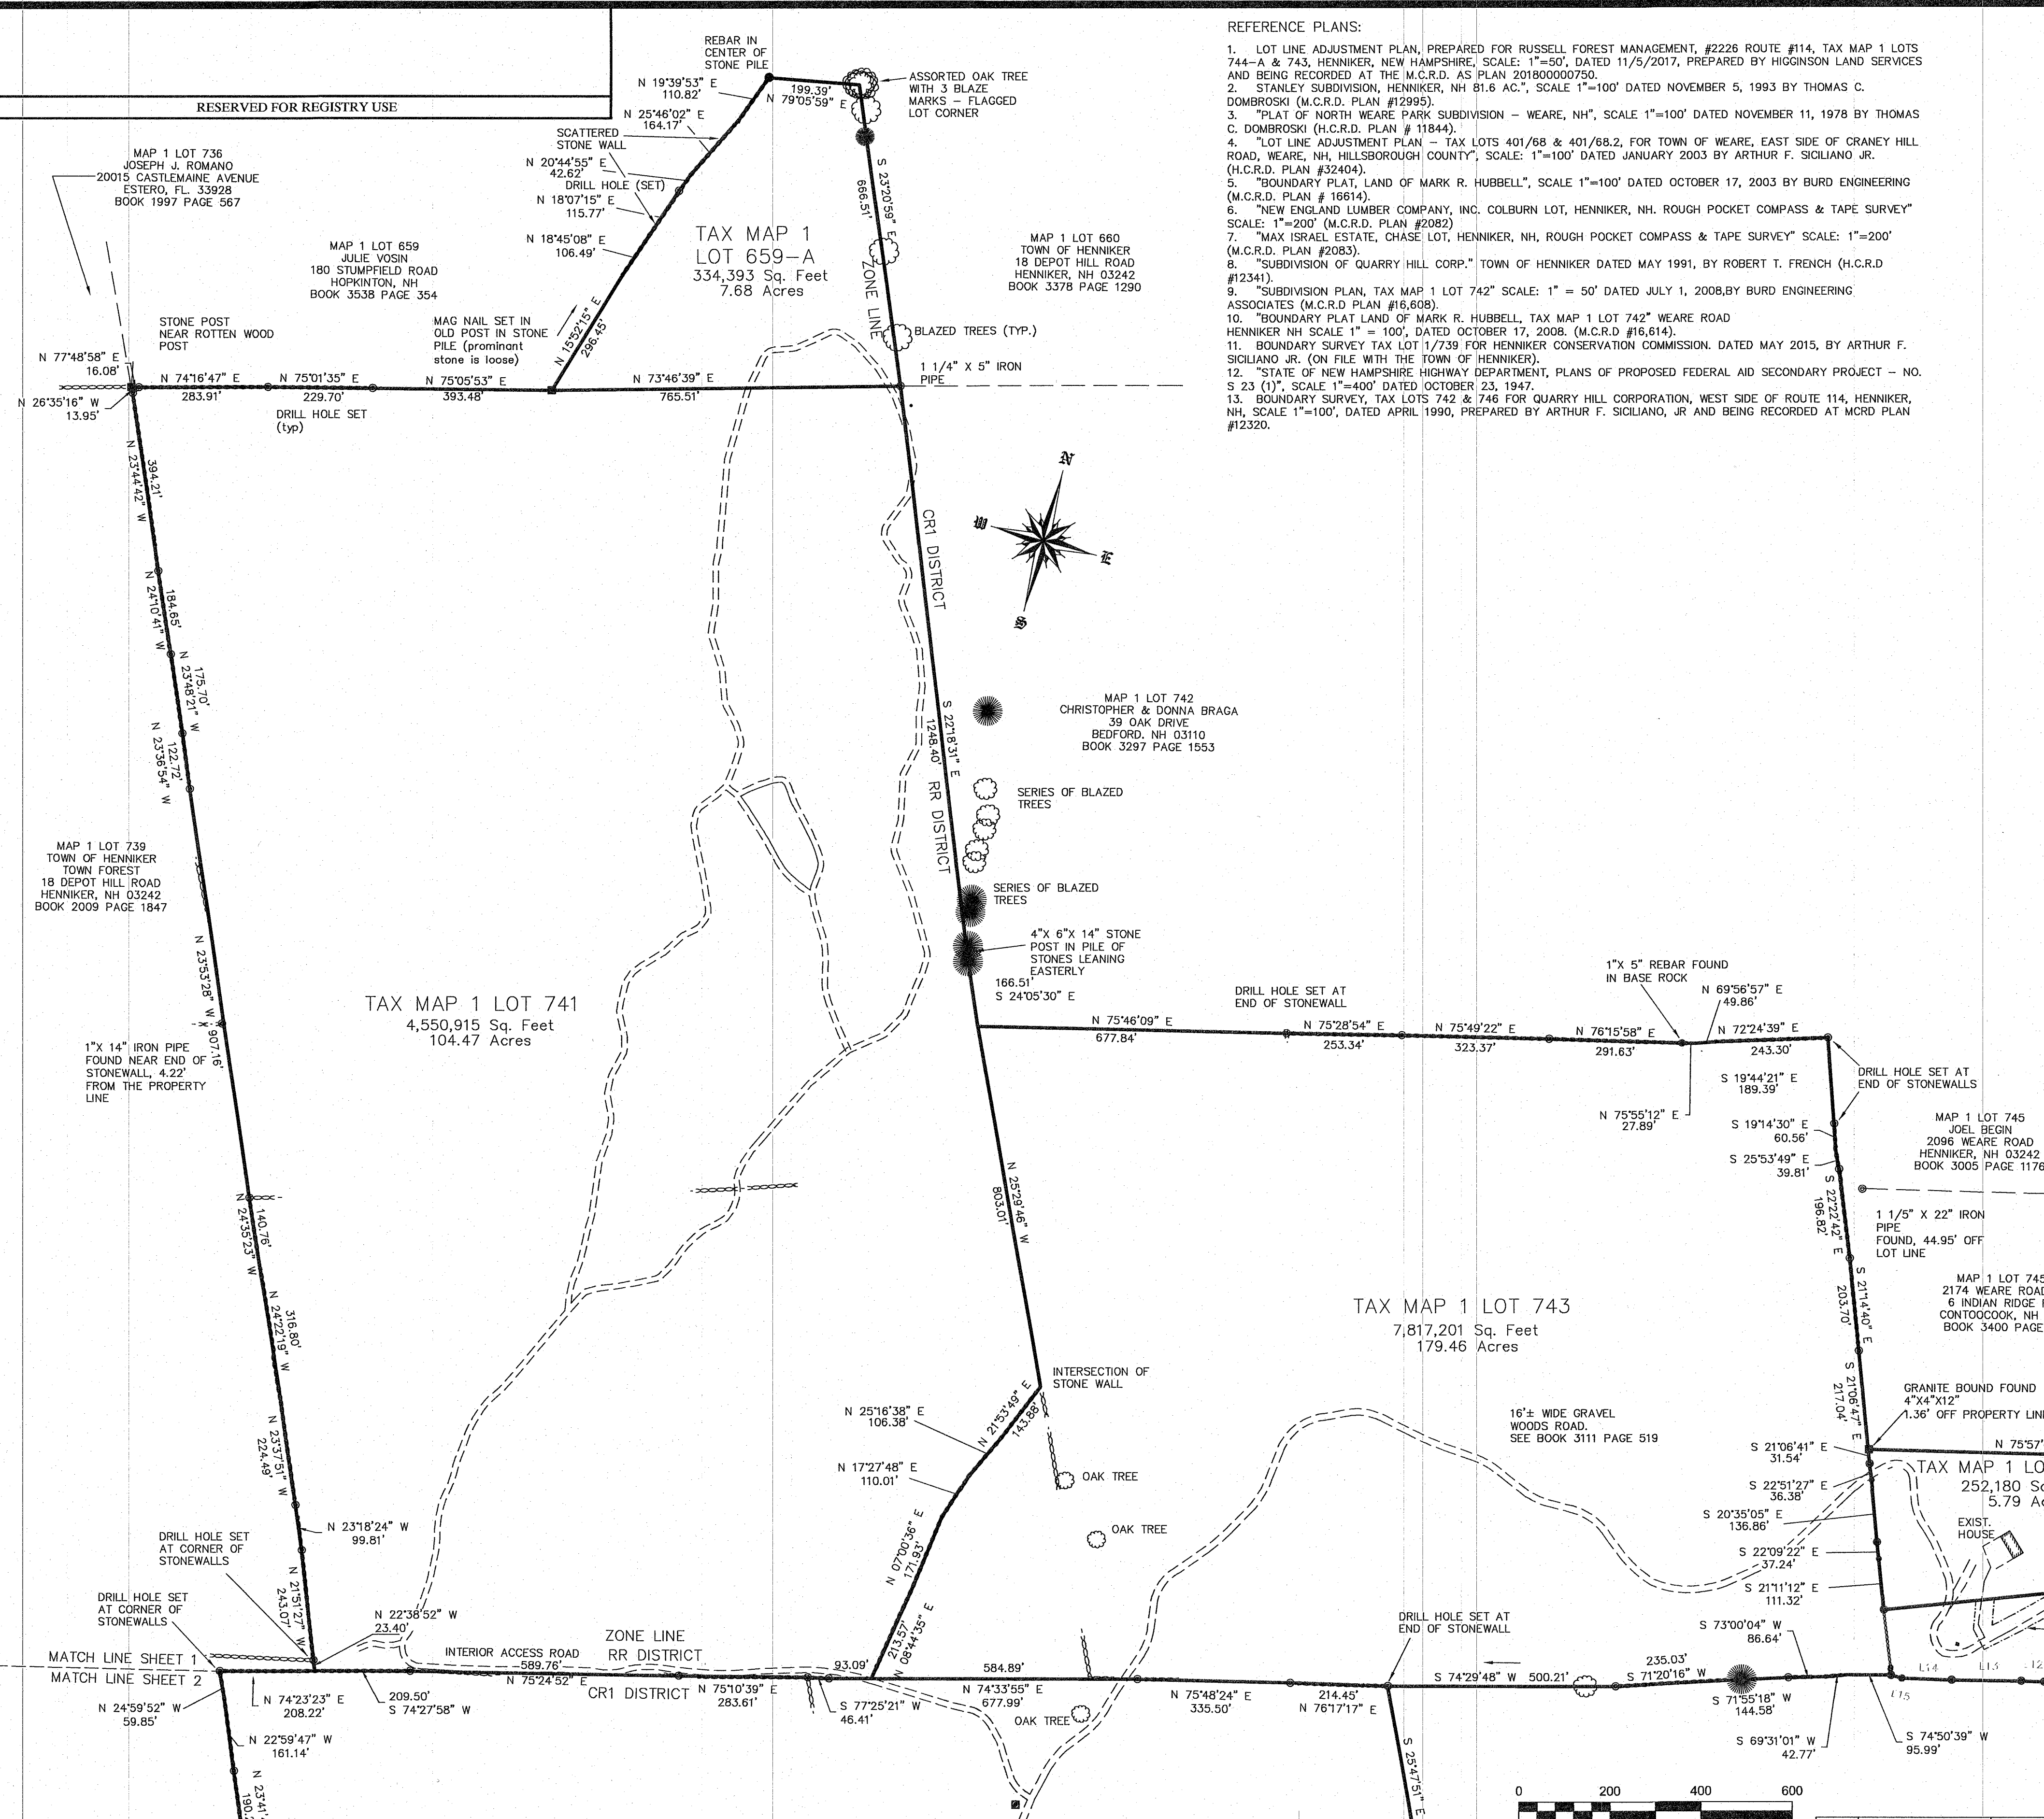 RESERVED FOR REGISTRY USE
REFERENCE PLANS:
1. LOT LINE ADJUSTMENT PLAN, PREPARED FOR RUSSELL FOREST MANAGEMENT, #2226 ROUTE #114, TAX MAP 1 LOTS
744-A & 743, HENNIKER, NEW HAMPSHIRE, SCALE: 1"=50', DATED 11/5/2017, PREPARED BY HIGGINSON LAND SERVICES
AND BEING RECORDED AT THE M.C.R.D. AS PLAN 201800000750.
2. STANLEY SUBDIVISION, HENNIKER, NH 81.6 AC.", SCALE 1"=100' DATED NOVEMBER 5, 1993 BY THOMAS C.
DOMBROSKI (M.C.R.D. PLAN #12995).
3. "PLAT OF NORTH WEARE PARK SUBDIVISION - WEARE, NH", SCALE 1"=100' DATED NOVEMBER 11, 1978 BY THOMAS
C. DOMBROSKI (H.C.R.D. PLAN # 11844).
4. "LOT LINE ADJUSTMENT PLAN - TAX LOTS 401/68 & 401/68.2, FOR TOWN OF WEARE, EAST SIDE OF CRANEY HILL
ROAD, WEARE, NH, HILLSBOROUGH COUNTY", SCALE: 1"=100' DATED JANUARY 2003 BY ARTHUR F. SICILIANO JR.
(H.C.R.D. PLAN #32404).
5. "BOUNDARY PLAT, LAND OF MARK R. HUBBELL", SCALE 1"=100' DATED OCTOBER 17, 2003 BY BURD ENGINEERING
(M.C.R.D. PLAN # 16614).
6. "NEW ENGLAND LUMBER COMPANY, INC. COLBURN LOT, HENNIKER, NH. ROUGH POCKET COMPASS & TAPE SURVEY"
SCALE: 1"=200' (M.C.R.D. PLAN #2082)
7. "MAX ISRAEL ESTATE, CHASE LOT, HENNIKER, NH, ROUGH POCKET COMPASS & TAPE SURVEY" SCALE: 1"=200'
(M.C.R.D. PLAN #2083).
8. "SUBDIVISION OF QUARRY HILL CORP." TOWN OF HENNIKER DATED MAY 1991, BY ROBERT T. FRENCH (H.C.R.D
#12341).
9. "SUBDIVISION PLAN, TAX MAP 1 LOT 742" SCALE: 1" = 50' DATED JULY 1, 2008,BY BURD ENGINEERING
ASSOCIATES (M.C.R.D PLAN #16,608).
10. "BOUNDARY PLAT LAND OF MARK R. HUBBELL, TAX MAP 1 LOT 742" WEARE ROAD
HENNIKER NH SCALE 1" = 100', DATED OCTOBER 17, 2008. (M.C.R.D #16,614).
11. BOUNDARY SURVEY TAX LOT 1/739 FOR HENNIKER CONSERVATION COMMISSION. DATED MAY 2015, BY ARTHUR F.
SICILIANO JR. (ON FILE WITH THE TOWN OF HENNIKER).
12. "STATE OF NEW HAMPSHIRE HIGHWAY DEPARTMENT, PLANS OF PROPOSED FEDERAL AID SECONDARY PROJECT - NO.
S 23 (1)", SCALE 1"=400' DATED OCTOBER 23, 1947.
13. BOUNDARY SURVEY, TAX LOTS 742 & 746 FOR QUARRY HILL CORPORATION, WEST SIDE OF ROUTE 114, HENNIKER,
NH, SCALE 1"=100', DATED APRIL 1990, PREPARED BY ARTHUR F. SICILIANO, JR AND BEING RECORDED AT MCRD PLAN
#12320.
REBAR IN
CENTER OF
STONE PILE
N 19°39'53" E
110.82'
199.39'
N 79°05'59" E
ASSORTED OAK TREE
WITH 3 BLAZE
MARKS - FLAGGED
LOT CORNER
N 25°46'02" E
164.17'
SCATTERED
STONE WALL
N 20°44'55" E
42.62'
DRILL HOLE (SET)
N 18°07'15" E
115.77'
N 18°45'08" E
106.49'
N 15°52'15" E
296.45'
S 23°20'59" E
666.51'
ZONE LINE
TAX MAP 1
LOT 659-A
334,393 Sq. Feet
7.68 Acres
MAP 1 LOT 736
JOSEPH J. ROMANO
20015 CASTLEMAINE AVENUE
ESTERO, FL. 33928
BOOK 1997 PAGE 567
MAP 1 LOT 659
JULIE VOSIN
180 STUMPFIELD ROAD
HOPKINTON, NH
BOOK 3538 PAGE 354
MAP 1 LOT 660
TOWN OF HENNIKER
18 DEPOT HILL ROAD
HENNIKER, NH 03242
BOOK 3378 PAGE 1290
STONE POST
NEAR ROTTEN WOOD
POST
MAG NAIL SET IN
OLD POST IN STONE
PILE (prominant
stone is loose)
BLAZED TREES (TYP.)
1 1/4" X 5" IRON
PIPE
N 77°48'58" E
16.08'
N 26°35'16" W
13.95'
N 74°16'47" E
283.91'
N 75°01'35" E
229.70'
N 75°05'53" E
393.48'
N 73°46'39" E
765.51'
DRILL HOLE SET
(typ)
N
W
E
S
394.21'
N 23°44'42" W
184.65'
N 24°10'41" W
175.70'
N 23°48'21" W
122.72'
N 23°36'54" W
CR1 DISTRICT
S 22°18'31" E
1248.40'
RR DISTRICT
MAP 1 LOT 742
CHRISTOPHER & DONNA BRAGA
39 OAK DRIVE
BEDFORD. NH 03110
BOOK 3297 PAGE 1553
SERIES OF BLAZED
TREES
SERIES OF BLAZED
TREES
4"X 6"X 14" STONE
POST IN PILE OF
STONES LEANING
EASTERLY
166.51'
S 24°05'30" E
MAP 1 LOT 739
TOWN OF HENNIKER
TOWN FOREST
18 DEPOT HILL ROAD
HENNIKER, NH 03242
BOOK 2009 PAGE 1847
N 23°53'28" W
907.16'
1"X 14" IRON PIPE
FOUND NEAR END OF
STONEWALL, 4.22'
FROM THE PROPERTY
LINE
TAX MAP 1 LOT 741
4,550,915 Sq. Feet
104.47 Acres
DRILL HOLE SET AT
END OF STONEWALL
1"X 5" REBAR FOUND
IN BASE ROCK
N 69°56'57" E
49.86'
N 75°46'09" E
677.84'
N 75°28'54" E
253.34'
N 75°49'22" E
323.37'
N 76°15'58" E
291.63'
N 72°24'39" E
243.30'
N 75°55'12" E
27.89'
S 19°44'21" E
189.39'
DRILL HOLE SET AT
END OF STONEWALLS
S 19°14'30" E
60.56'
S 25°53'49" E
39.81'
MAP 1 LOT 745
JOEL BEGIN
2096 WEARE ROAD
HENNIKER, NH 03242
BOOK 3005 PAGE 1176
S 22°22'42" E
196.82'
1 1/5" X 22" IRON
PIPE
FOUND, 44.95' OFF
LOT LINE
MAP 1 LOT 745
2174 WEARE ROAD
6 INDIAN RIDGE
CONTOOCOOK, NH
BOOK 3400 PAGE
N 25°29'46" W
803.01'
140.76'
N 24°35'23" W
316.80'
N 24°22'19" W
S 21°14'40" E
203.70'
TAX MAP 1 LOT 743
7,817,201 Sq. Feet
179.46 Acres
S 21°06'47" E
217.04'
INTERSECTION OF
STONE WALL
GRANITE BOUND FOUND
4"X4"X12"
1.36' OFF PROPERTY LINE
N 21°53'49" E
143.88'
N 25°16'38" E
106.38'
N 17°27'48" E
110.01'
N 07°00'36" E
171.93'
213.57'
N 08°44'35" E
OAK TREE
OAK TREE
16'± WIDE GRAVEL
WOODS ROAD.
SEE BOOK 3111 PAGE 519
N 75°57'
S 21°06'41" E
31.54'
TAX MAP 1 LO
252,180 Sq
5.79 Ac
S 22°51'27" E
36.38'
S 20°35'05" E
136.86'
EXIST.
HOUSE
S 22°09'22" E
37.24'
S 21°11'12" E
111.32'
N 23°37'51" W
224.49'
N 23°18'24" W
99.81'
DRILL HOLE SET
AT CORNER OF
STONEWALLS
N 21°51'27" W
243.07'
DRILL HOLE SET
AT CORNER OF
STONEWALLS
N 22°38'52" W
23.40'
MATCH LINE SHEET 1
MATCH LINE SHEET 2
INTERIOR ACCESS ROAD
ZONE LINE
RR DISTRICT
CR1 DISTRICT
589.76'
N 75°24'52" E
N 75°10'39" E
283.61'
93.09'
S 77°25'21" W
46.41'
584.89'
N 74°33'55" E
677.99'
N 75°48'24" E
335.50'
214.45'
N 76°17'17" E
DRILL HOLE SET AT
END OF STONEWALL
S 74°29'48" W 500.21'
235.03'
S 71°20'16" W
S 73°00'04" W
86.64'
S 71°55'18" W
144.58'
S 69°31'01" W
42.77'
S 74°50'39" W
95.99'
L15
L14
L13
L12
N 24°59'52" W
59.85'
N 74°23'23" E
208.22'
209.50'
S 74°27'58" W
N 22°59'47" W
161.14'
N 23°41'
190.
OAK TREE
S 25°47'51" E
0 200 400 600